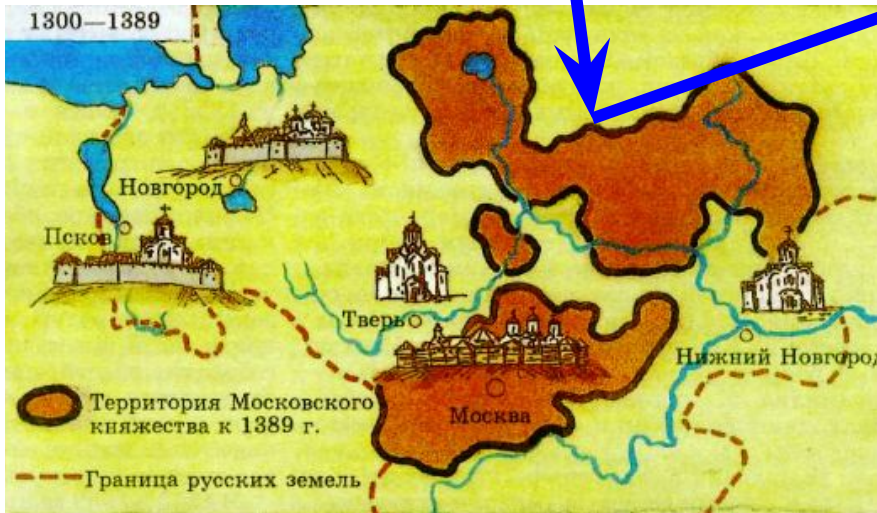 1300—1389
Новгород
Псков
Тверь
Нижний Новгород
Москва
Территория Московского
княжества к 1389 г.
Граница русских земель